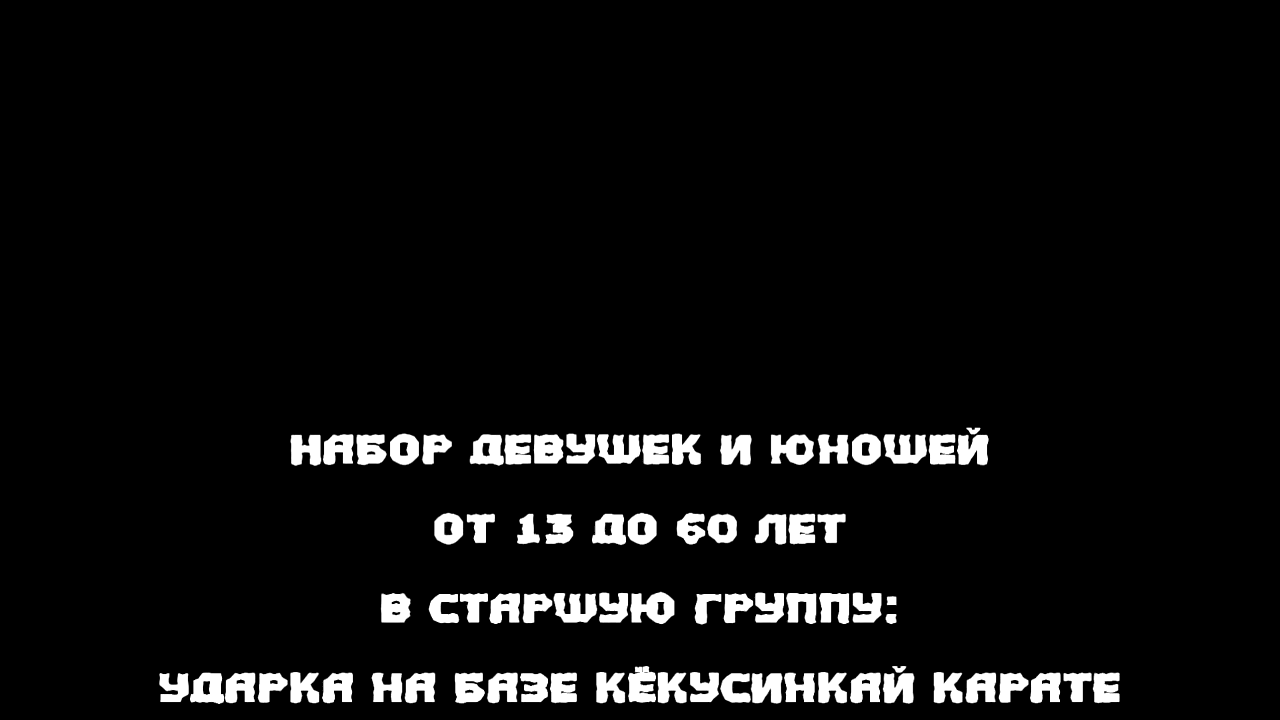 НАБОР ДЕВУШЕК И ЮНОШЕЙ
ОТ 13 ДО 60 ЛЕТ
В СТАРШУЮ ГРУППУ:
УДАРКА НА БАЗЕ КЁКУСИНКАЙ КАРАТЕ